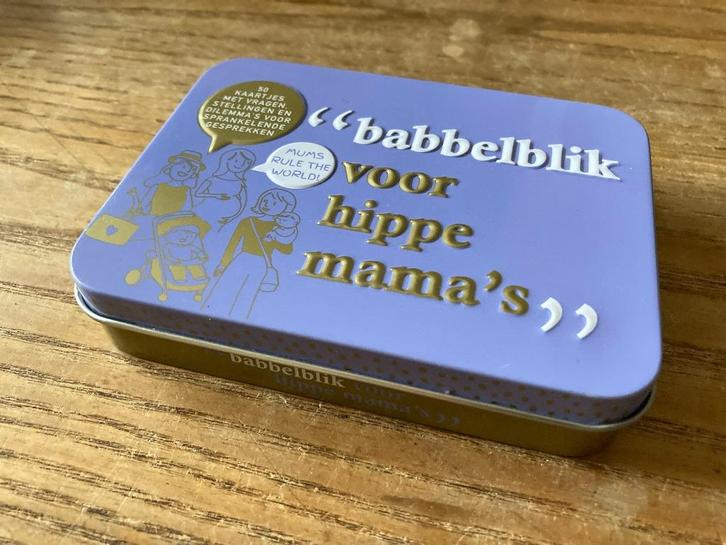 50
KAARTJES
MET VRAGEN,
STELLINGEN EN
DILEMMA'S VOOR
SPRANKELENDE
GESPREKKEN
MUMS
RULE THE
WORLD!
“babbelblik
voor
hippe
mama's”
babbelblik voor
hippe mama's”